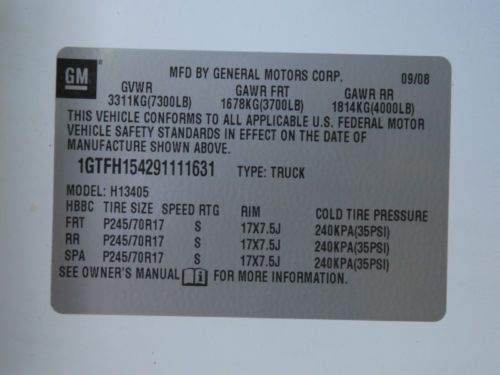 GM MFD BY GENERAL MOTORS CORP. 09/08
GVWR GAWR FRT GAWR RR
3311KG(7300LB) 1678KG(3700LB) 1814KG(4000LB)
THIS VEHICLE CONFORMS TO ALL APPLICABLE U.S. FEDERAL MOTOR
VEHICLE SAFETY STANDARDS IN EFFECT ON THE DATE OF
MANUFACTURE SHOWN ABOVE.
1GTFH154291111631 TYPE: TRUCK
MODEL: H13405
HBBC TIRE SIZE SPEED RTG RIM COLD TIRE PRESSURE
FRT P245/70R17 S 17X7.5J 240KPA(35PSI)
RR P245/70R17 S 17X7.5J 240KPA(35PSI)
SPA P245/70R17 S 17X7.5J 240KPA(35PSI)
SEE OWNER'S MANUAL FOR MORE INFORMATION.